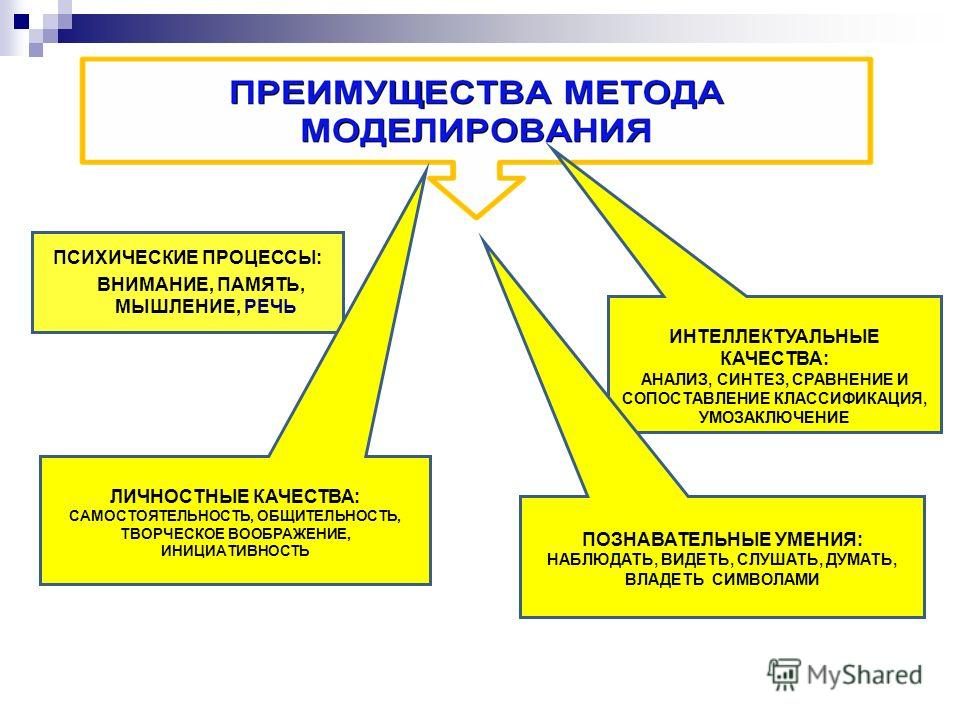 ПРЕИМУЩЕСТВА МЕТОДА
МОДЕЛИРОВАНИЯ
ПСИХИЧЕСКИЕ ПРОЦЕССЫ:
ВНИМАНИЕ, ПАМЯТЬ,
МЫШЛЕНИЕ, РЕЧЬ
ИНТЕЛЛЕКТУАЛЬНЫЕ
КАЧЕСТВА:
АНАЛИЗ, СИНТЕЗ, СРАВНЕНИЕ И
СОПОСТАВЛЕНИЕ КЛАССИФИКАЦИЯ,
УМОЗАКЛЮЧЕНИЕ
ЛИЧНОСТНЫЕ КАЧЕСТВА:
САМОСТОЯТЕЛЬНОСТЬ, ОБЩИТЕЛЬНОСТЬ,
ТВОРЧЕСКОЕ ВООБРАЖЕНИЕ,
ИНИЦИАТИВНОСТЬ
ПОЗНАВАТЕЛЬНЫЕ УМЕНИЯ:
НАБЛЮДАТЬ, ВИДЕТЬ, СЛУШАТЬ, ДУМАТЬ,
ВЛАДЕТЬ СИМВОЛАМИ
MyShared